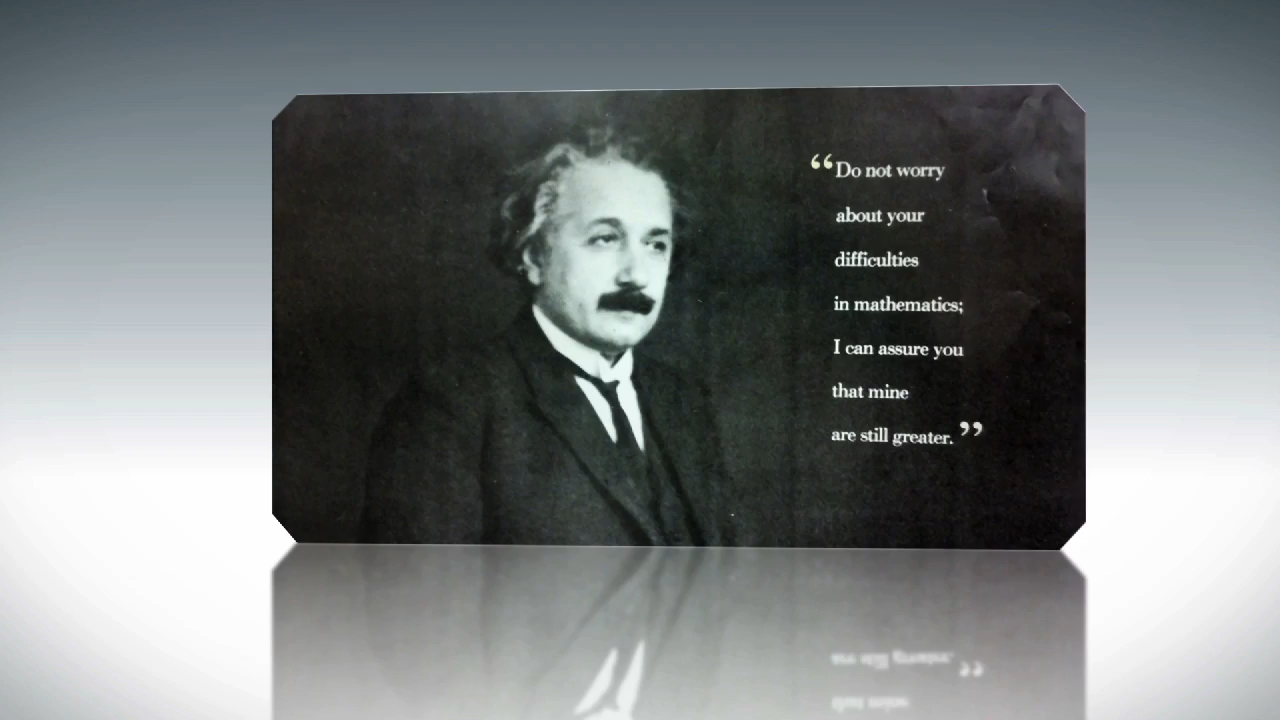 “Do not worry
about your
difficulties
in mathematics;
I can assure you
that mine
are still greater.”